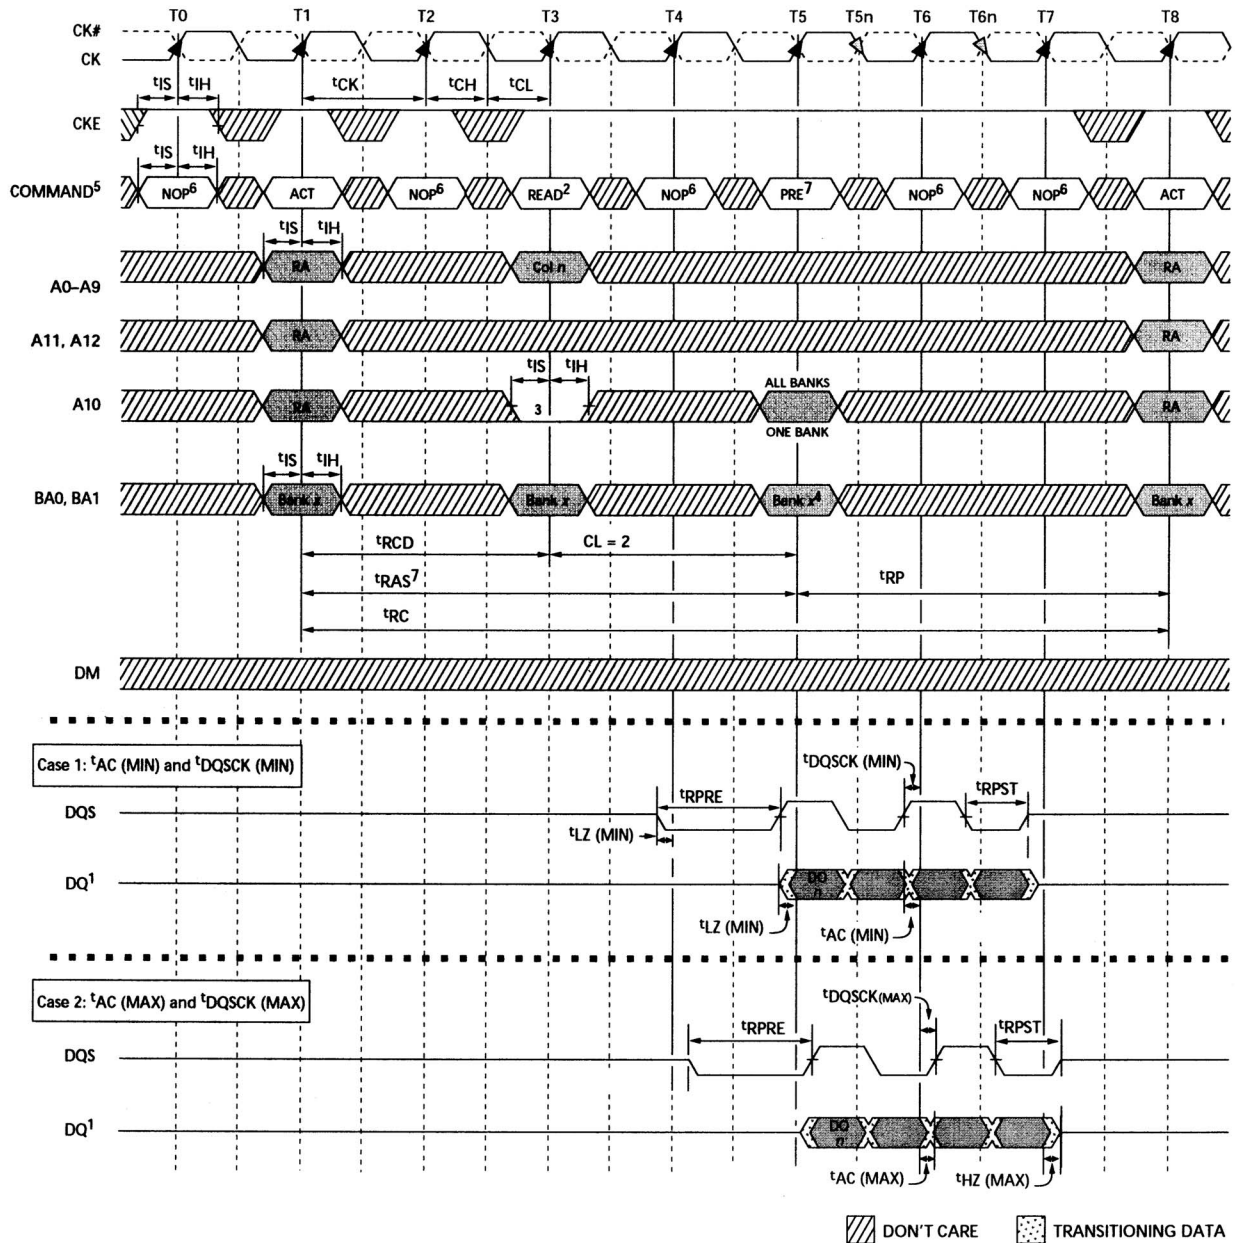 T0 T1 T2 T3 T4 T5 T5n T6 T6n T7 T8
CK#
CK
tIS tIH tCK tCH tCL
CKE
tIS tIH
COMMAND5 NOP6 ACT NOP6 READ2 NOP6 PRE7 NOP6 NOP6 ACT
tIS tIH
A0–A9 RA Col n RA
A11, A12 RA RA
tIS tIH ALL BANKS
A10 RA 3 RA
ONE BANK
tIS tIH
BA0, BA1 Bank x Bank x Bank x4 Bank x
tRCD CL = 2
tRAS7 tRP
tRC
DM
Case 1: tAC (MIN) and tDQSCK (MIN)
tDQSCK (MIN)
tRPRE tRPST
DQS
tLZ (MIN)
DQ1 DO n
tLZ (MIN) tAC (MIN)
Case 2: tAC (MAX) and tDQSCK (MAX)
tDQSCK(MAX)
tRPRE tRPST
DQS
DQ1 DO n
tAC (MAX) tHZ (MAX)
DON'T CARE TRANSITIONING DATA